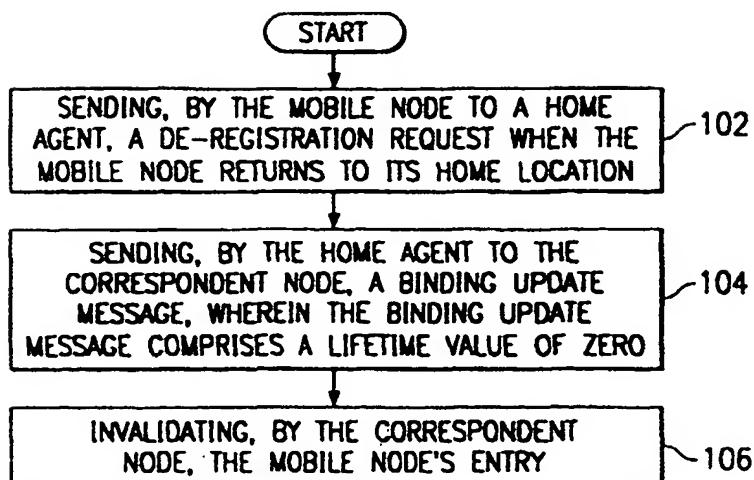 START
SENDING, BY THE MOBILE NODE TO A HOME
AGENT, A DE-REGISTRATION REQUEST WHEN THE
MOBILE NODE RETURNS TO ITS HOME LOCATION
102
SENDING, BY THE HOME AGENT TO THE
CORRESPONDENT NODE, A BINDING UPDATE
MESSAGE, WHEREIN THE BINDING UPDATE
MESSAGE COMPRISES A LIFETIME VALUE OF ZERO
104
INVALIDATING, BY THE CORRESPONDENT
NODE, THE MOBILE NODE'S ENTRY
106